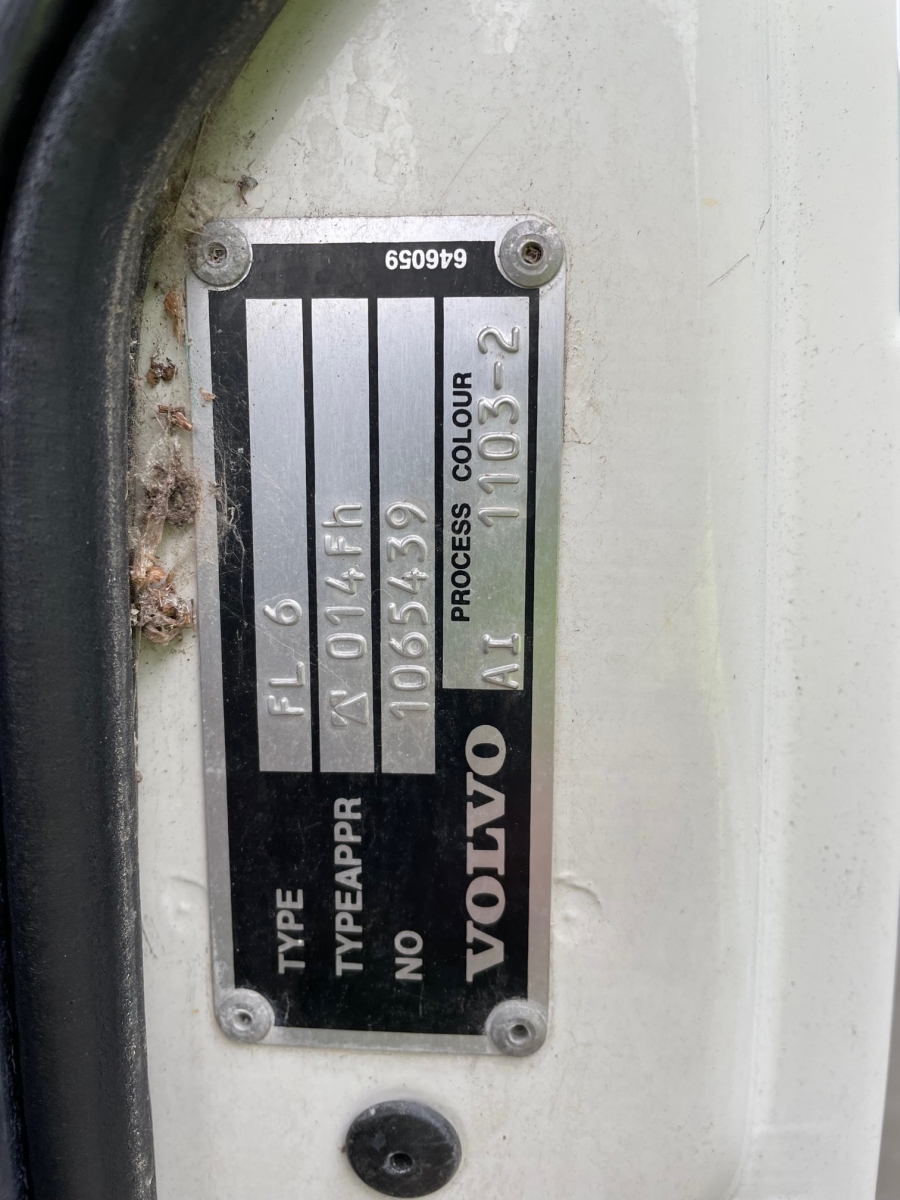 TYPE FL 6
TYPEAPPR 014Fh
NO 1065439
PROCESS COLOUR
VOLVO AI 1103-2
646059